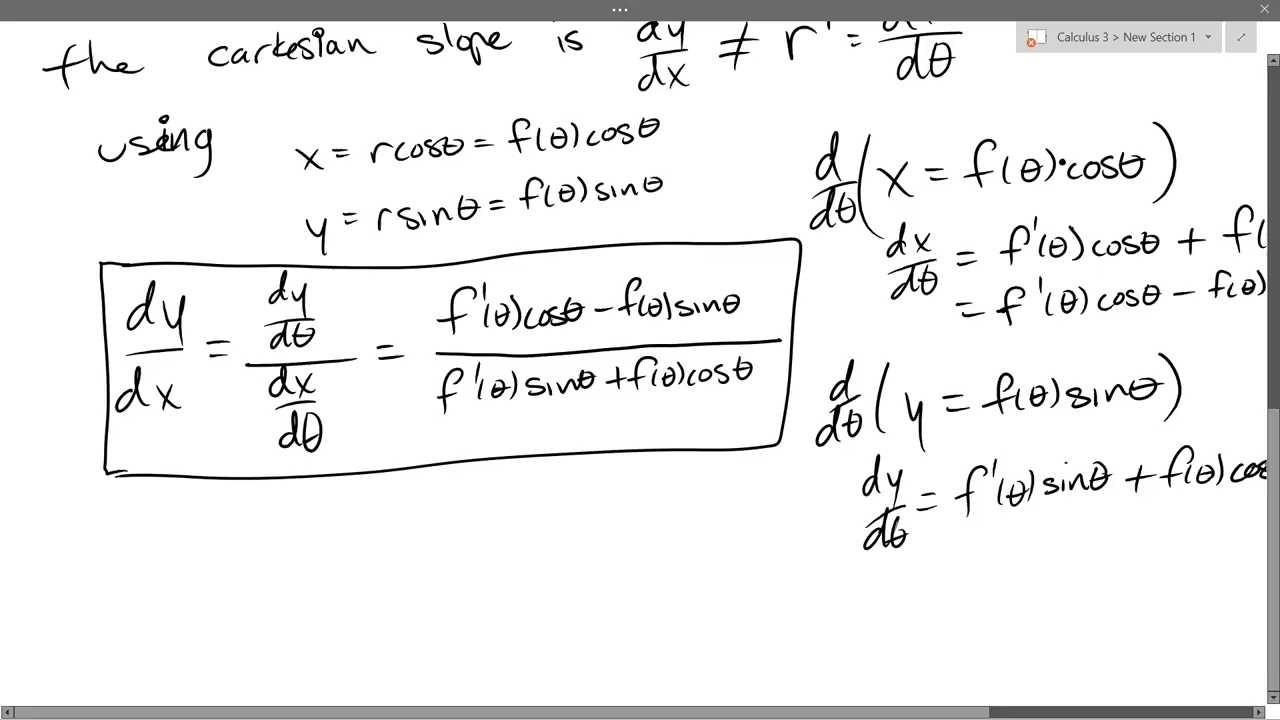 Calculus 3 > New Section 1
the cartesian slope is dy/dx ≠ r' = dr/dθ
using
x = rcosθ = f(θ)cosθ
y = rsinθ = f(θ)sinθ
dy/dx = (dy/dθ)/(dx/dθ) = (f'(θ)cosθ - f(θ)sinθ)/(f'(θ)sinθ + f(θ)cosθ)
d/dθ (x = f(θ)·cosθ)
dx/dθ = f'(θ)cosθ + f(
= f'(θ)cosθ - f(θ)
d/dθ (y = f(θ)sinθ)
dy/dθ = f'(θ)sinθ + f(θ)cos